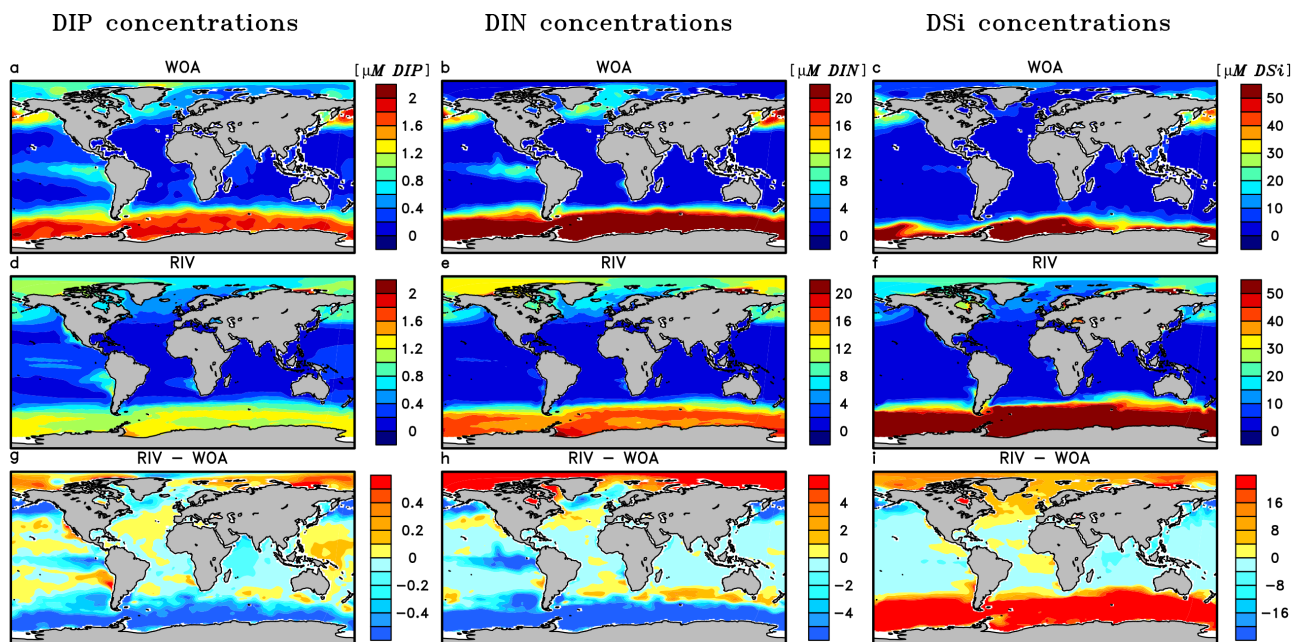 DIP concentrations DIN concentrations DSi concentrations
a WOA [μM DIP] b WOA [μM DIN] c WOA [μM DSi]
2 20 50
1.6 16 40
1.2 12 30
0.8 8 20
0.4 4 10
0 0 0
d RIV e RIV f RIV
2 20 50
1.6 16 40
1.2 12 30
0.8 8 20
0.4 4 10
0 0 0
g RIV − WOA h RIV − WOA i RIV − WOA
0.4 4 16
0.2 2 8
0 0 0
−0.2 −2 −8
−0.4 −4 −16